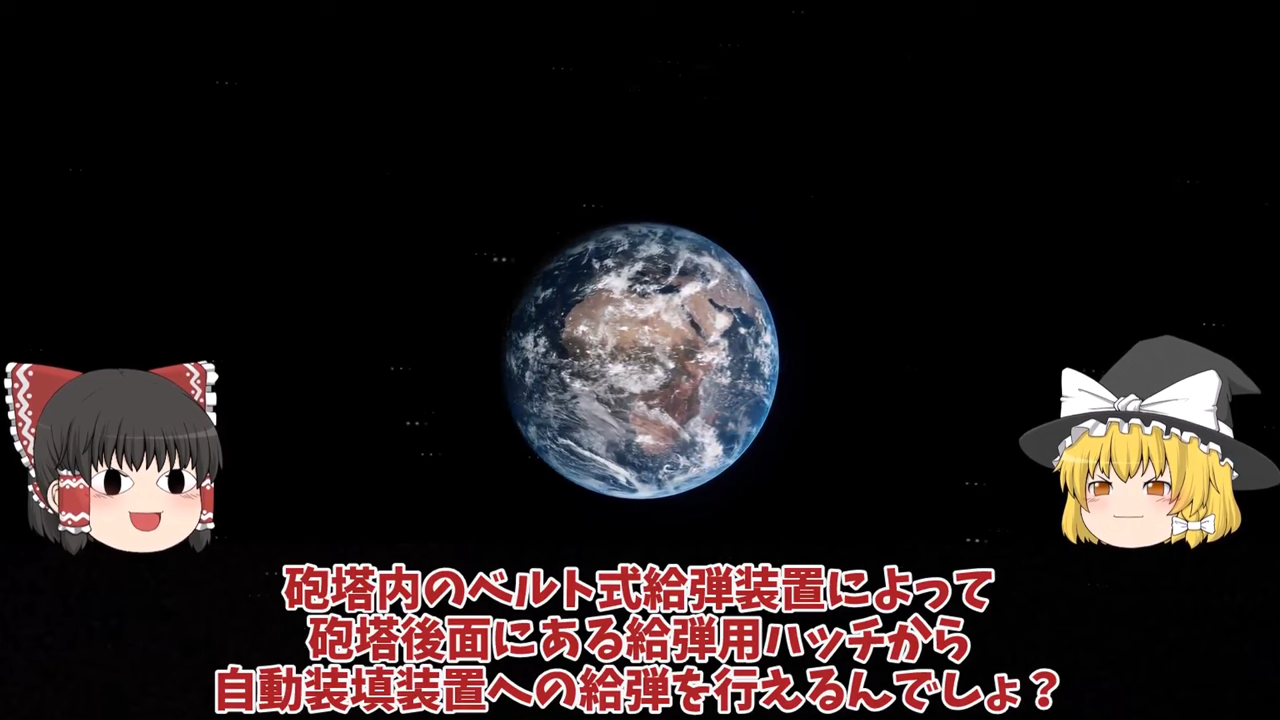 砲塔内のベルト式給弾装置によって
砲塔後面にある給弾用ハッチから
自動装填装置への給弾を行えるんでしょ？